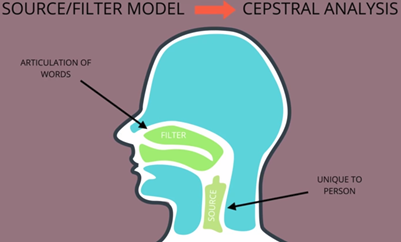 SOURCE/FILTER MODEL CEPSTRAL ANALYSIS
ARTICULATION OF
WORDS
FILTER
UNIQUE TO
PERSON
SOURCE